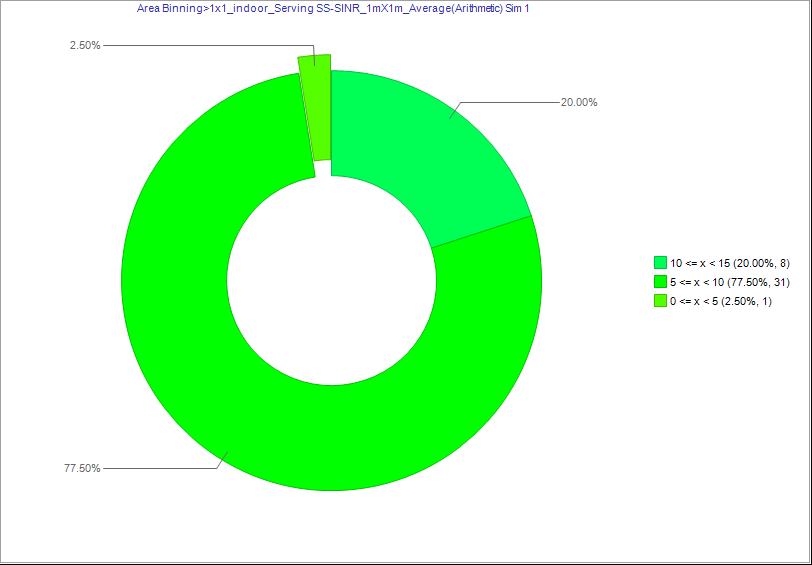 Area Binning>1x1_indoor_Serving SS-SINR_1mX1m_Average(Arithmetic) Sim 1
2.50%
20.00%
10 <= x < 15 (20.00%, 8)
5 <= x < 10 (77.50%, 31)
0 <= x < 5 (2.50%, 1)
77.50%